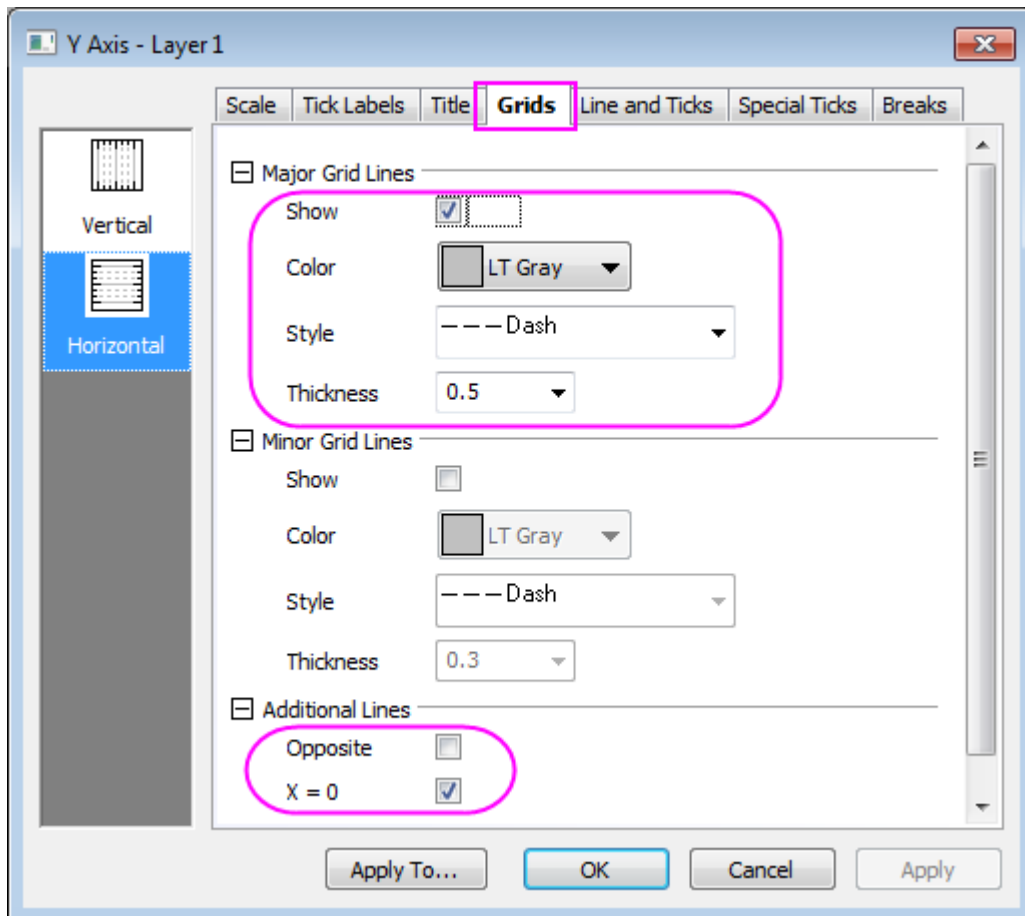 Y Axis - Layer 1
Scale Tick Labels Title Grids Line and Ticks Special Ticks Breaks
Vertical
Horizontal
Major Grid Lines
Show
Color LT Gray
Style Dash
Thickness 0.5
Minor Grid Lines
Show
Color LT Gray
Style Dash
Thickness 0.3
Additional Lines
Opposite
X = 0
Apply To... OK Cancel Apply